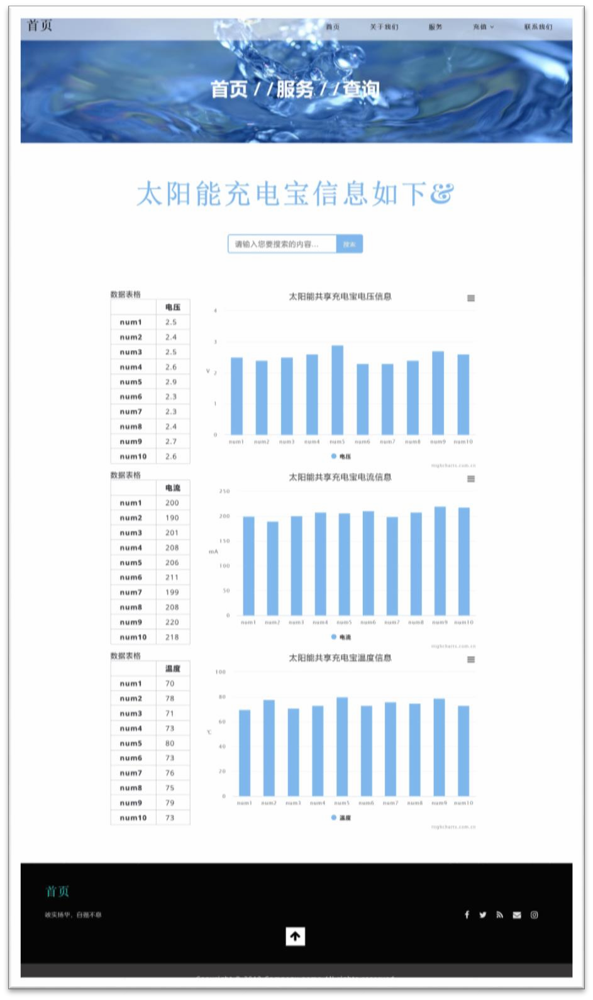 首页
首页 关于我们 服务 充值 联系我们
首页 / /服务 / /查询
太阳能充电宝信息如下&
请输入您要搜索的内容... 搜索
数据表格
电压
num1 2.5
num2 2.4
num3 2.5
num4 2.6
num5 2.9
num6 2.3
num7 2.3
num8 2.4
num9 2.7
num10 2.6
太阳能共享充电宝电压信息
4
3
V 2
1
0
num1 num2 num3 num4 num5 num6 num7 num8 num9 num10
电压
Highcharts.com.cn
数据表格
电流
num1 200
num2 190
num3 201
num4 208
num5 206
num6 211
num7 199
num8 208
num9 220
num10 218
太阳能共享充电宝电流信息
250
200
150
mA
100
50
0
num1 num2 num3 num4 num5 num6 num7 num8 num9 num10
电流
Highcharts.com.cn
数据表格
温度
num1 70
num2 78
num3 71
num4 73
num5 80
num6 73
num7 76
num8 75
num9 79
num10 73
太阳能共享充电宝温度信息
100
80
60
℃
40
20
0
num1 num2 num3 num4 num5 num6 num7 num8 num9 num10
温度
Highcharts.com.cn
首页
竢实扬华，自强不息